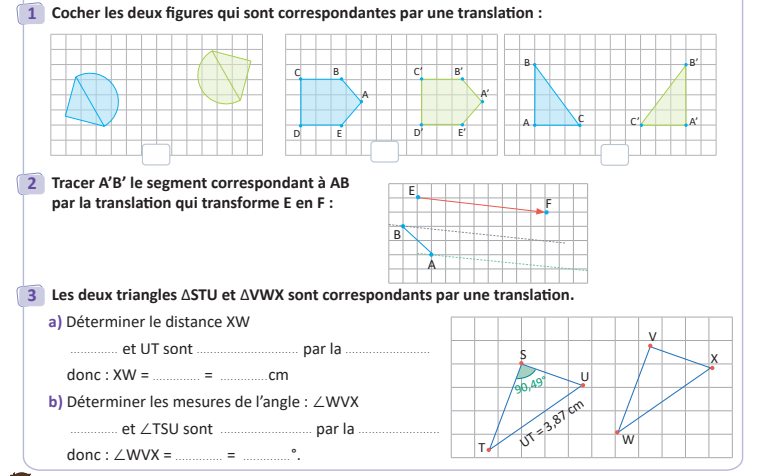 1 Cocher les deux figures qui sont correspondantes par une translation :
C B A D E
C' B' A' D' E'
B A C
B' C' A'
2 Tracer A'B' le segment correspondant à AB
par la translation qui transforme E en F :
E F B A
3 Les deux triangles ΔSTU et ΔVWX sont correspondants par une translation.
a) Déterminer le distance XW
............ et UT sont .......................... par la ......................
donc : XW = ............ = ............ cm
b) Déterminer les mesures de l'angle : ∠WVX
............ et ∠TSU sont .................... par la ....................
donc : ∠WVX = ............ = ............°.
S U T
90,49°
UT = 3,87 cm
V X W